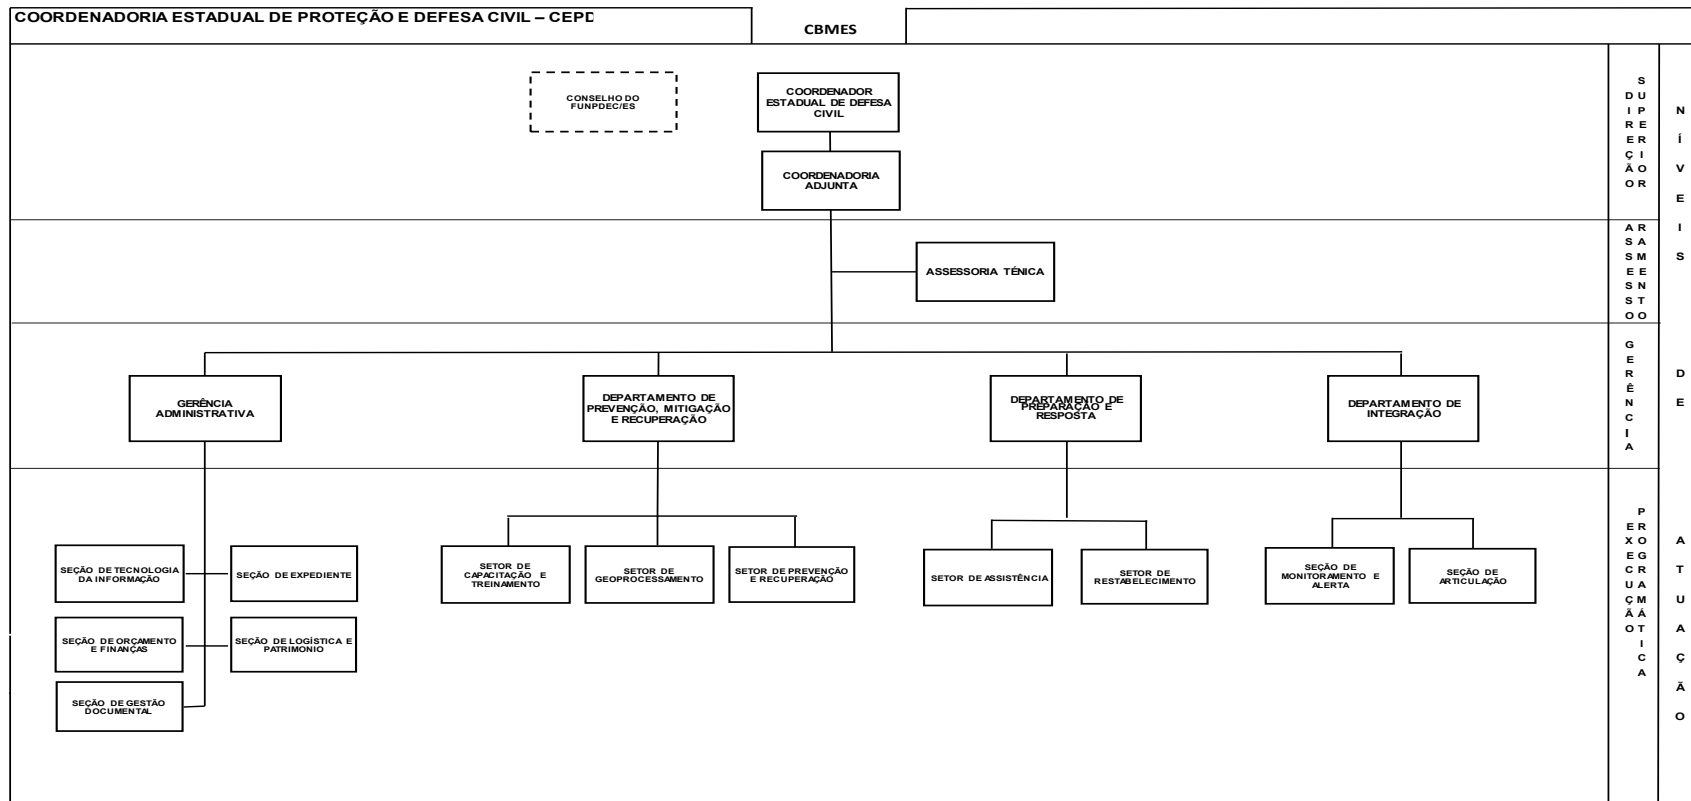 COORDENADORIA ESTADUAL DE PROTEÇÃO E DEFESA CIVIL – CEPD
CBMES
CONSELHO DO
FUNPDEC/ES
COORDENADOR
ESTADUAL DE DEFESA
CIVIL
COORDENADORIA
ADJUNTA
DIREÇÃO
SUPERIOR
NÍVEIS DE ATUAÇÃO
ASSESSORIA TÉNICA
ASSESSO
RAMENTO
GERÊNCIA
ADMINISTRATIVA
DEPARTAMENTO DE
PREVENÇÃO, MITIGAÇÃO
E RECUPERAÇÃO
DEPARTAMENTO DE
PREPARAÇÃO E
RESPOSTA
DEPARTAMENTO DE
INTEGRAÇÃO
GERÊNCIA
SEÇÃO DE TECNOLOGIA
DA INFORMAÇÃO
SEÇÃO DE EXPEDIENTE
SEÇÃO DE ORÇAMENTO
E FINANÇAS
SEÇÃO DE LOGÍSTICA E
PATRIMONIO
SEÇÃO DE GESTÃO
DOCUMENTAL
SETOR DE
CAPACITAÇÃO E
TREINAMENTO
SETOR DE
GEOPROCESSAMENTO
SETOR DE PREVENÇÃO
E RECUPERAÇÃO
SETOR DE ASSISTÊNCIA
SETOR DE
RESTABELECIMENTO
SEÇÃO DE
MONITORAMENTO E
ALERTA
SEÇÃO DE
ARTICULAÇÃO
EXECUÇÃO
PROGRAMÁTICA